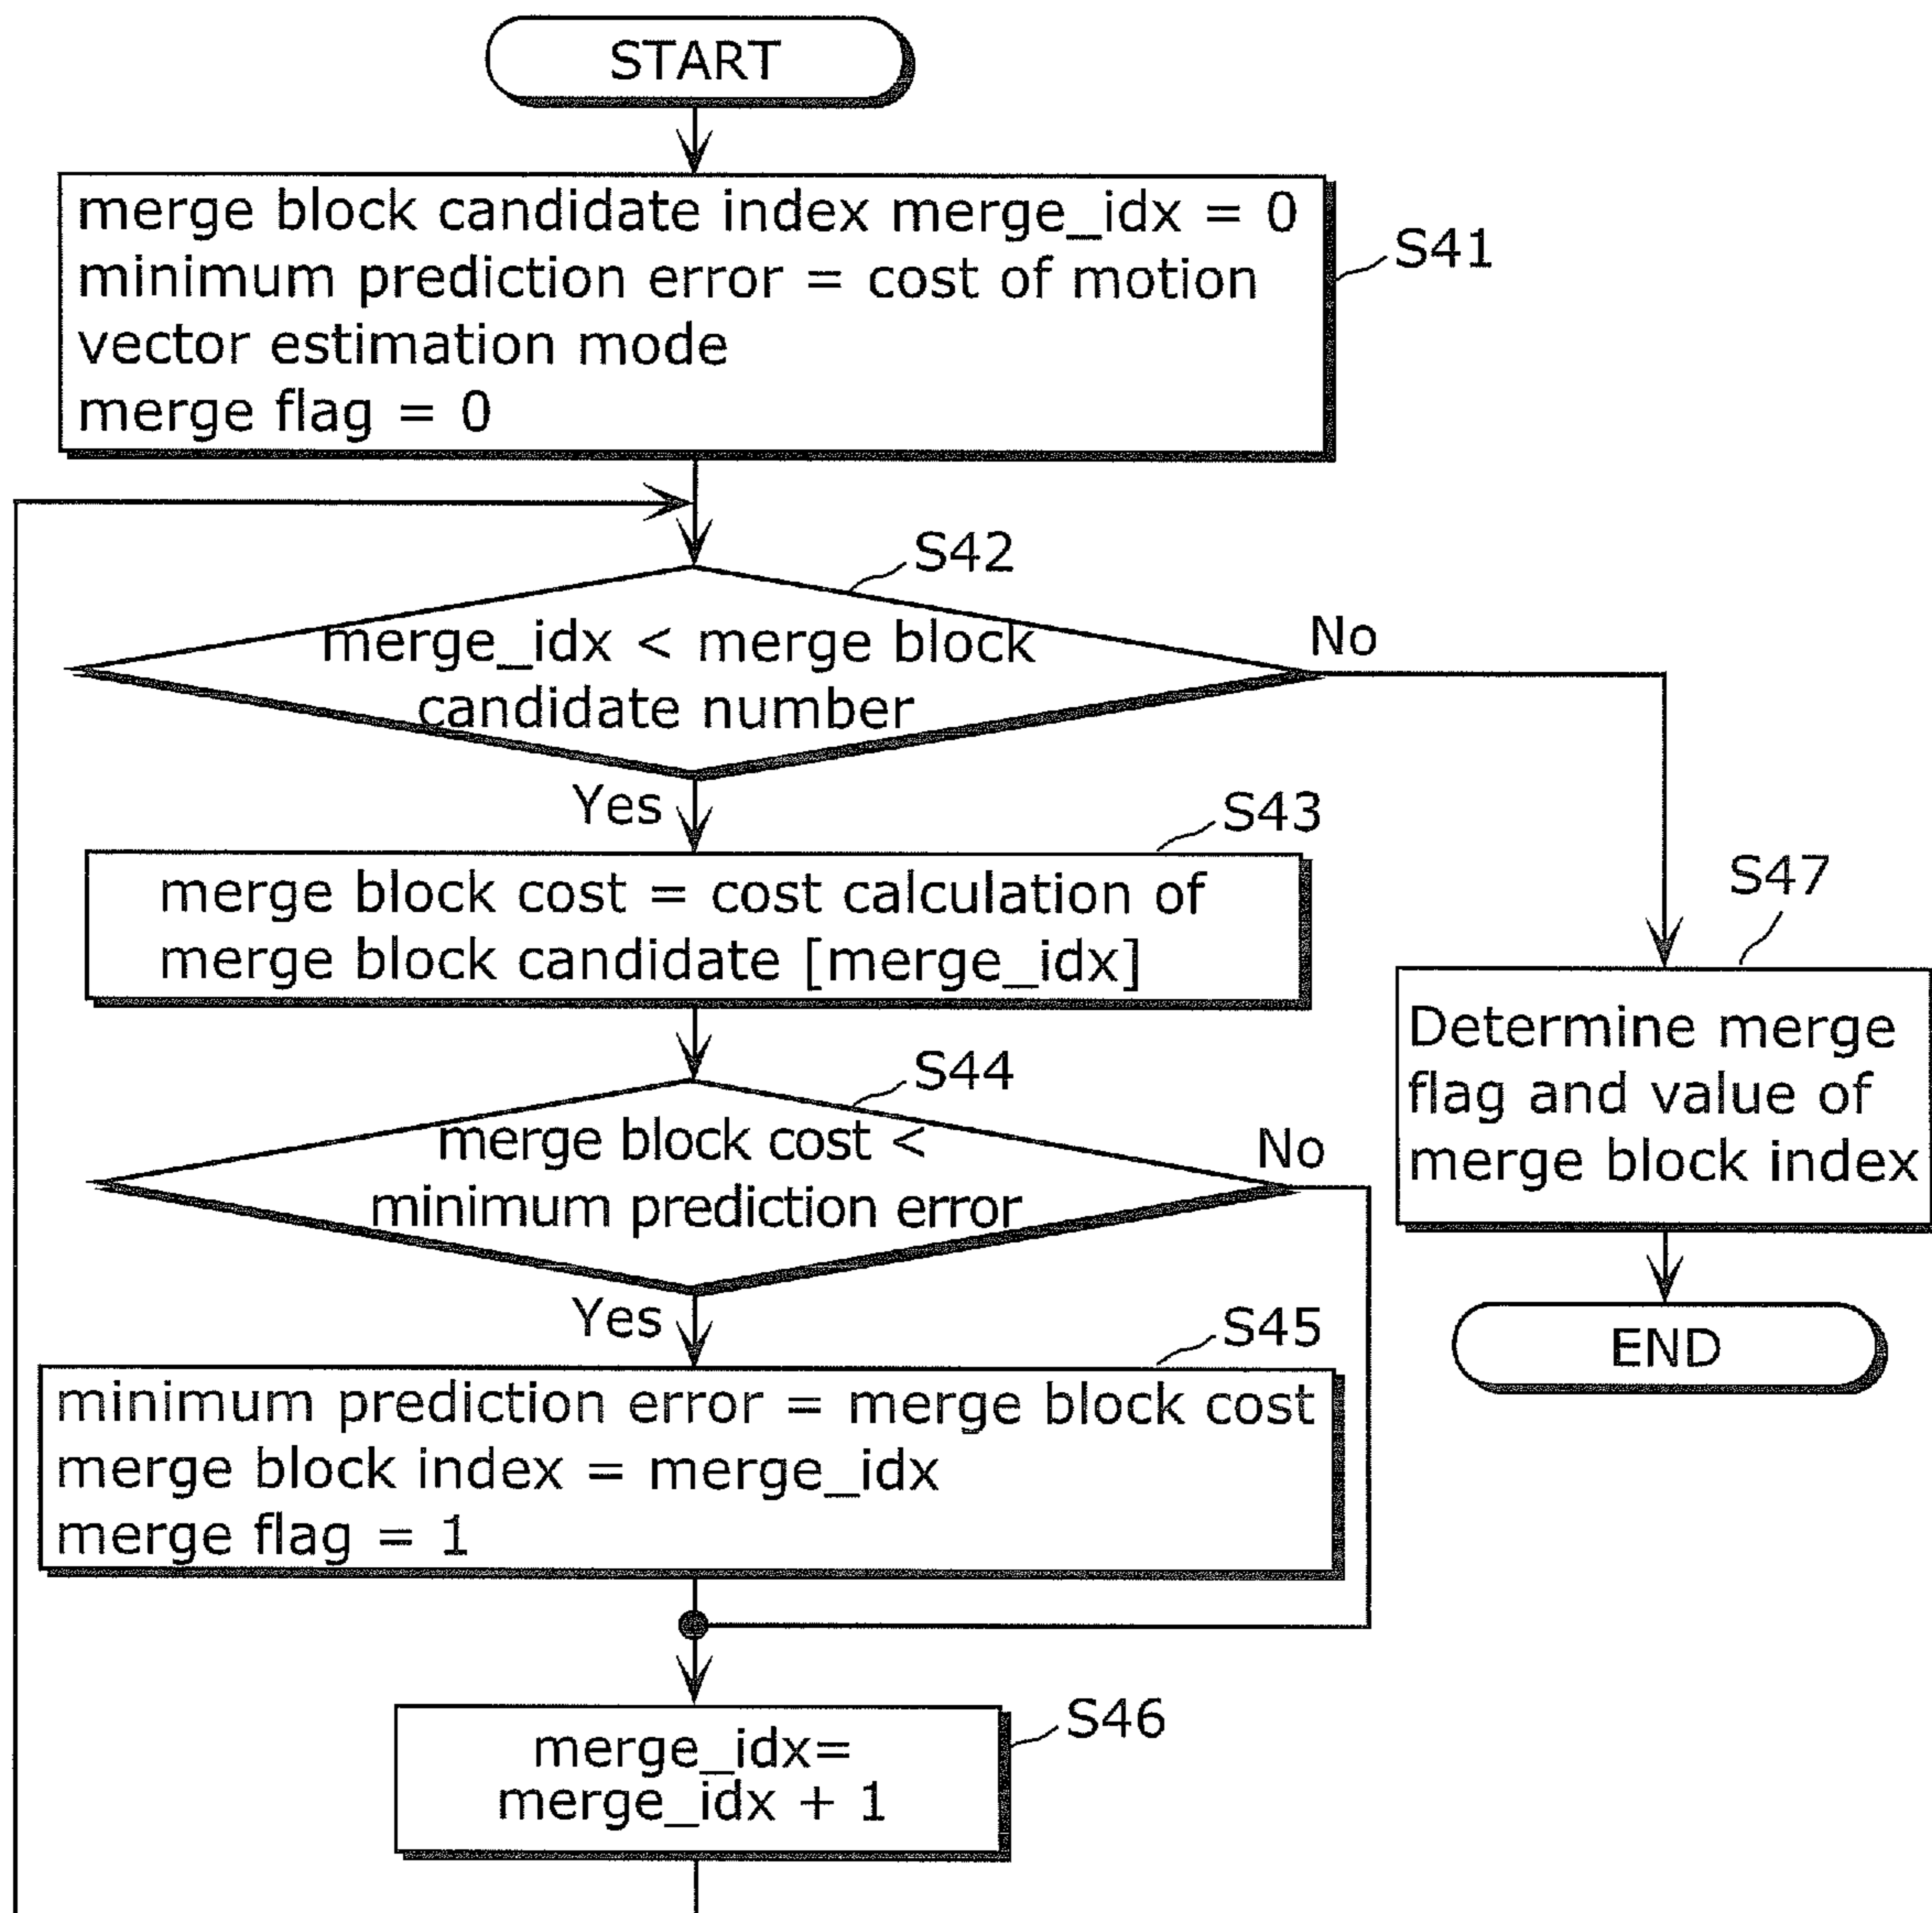 START
merge block candidate index merge_idx = 0
minimum prediction error = cost of motion
vector estimation mode
merge flag = 0
S41
S42
merge_idx < merge block
candidate number
No
Yes
S43
merge block cost = cost calculation of
merge block candidate [merge_idx]
S44
merge block cost <
minimum prediction error
No
Yes
S45
minimum prediction error = merge block cost
merge block index = merge_idx
merge flag = 1
S46
merge_idx=
merge_idx + 1
S47
Determine merge
flag and value of
merge block index
END